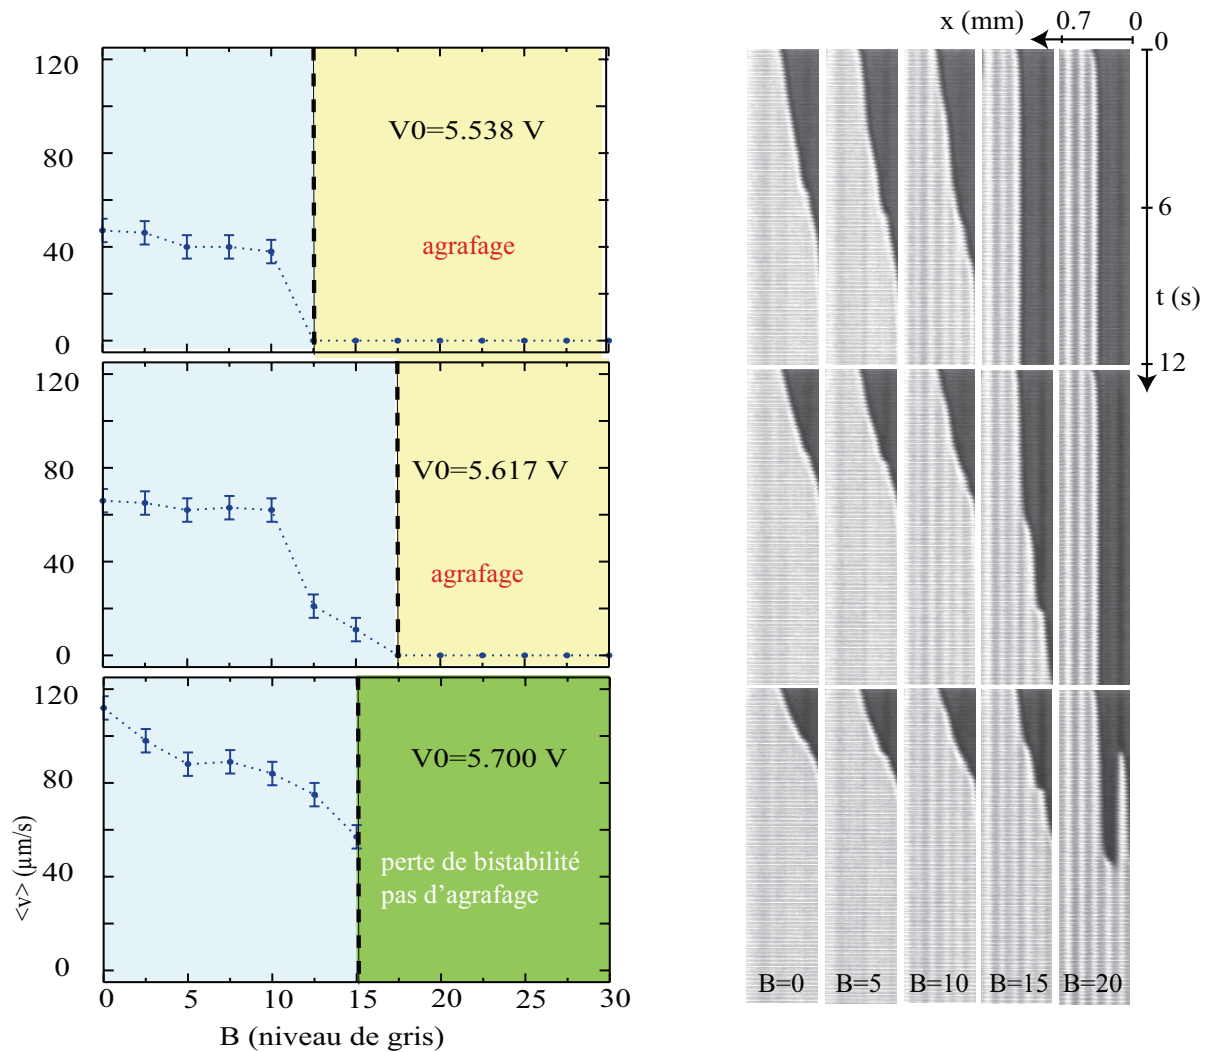 120
80
40
0
V0=5.538 V
agrafage
120
80
40
0
V0=5.617 V
agrafage
120
80
40
0
V0=5.700 V
perte de bistabilité
pas d'agrafage
<v> (µm/s)
0 5 10 15 20 25 30
B (niveau de gris)
x (mm) 0.7 0
0
6
t (s)
12
B=0 B=5 B=10 B=15 B=20